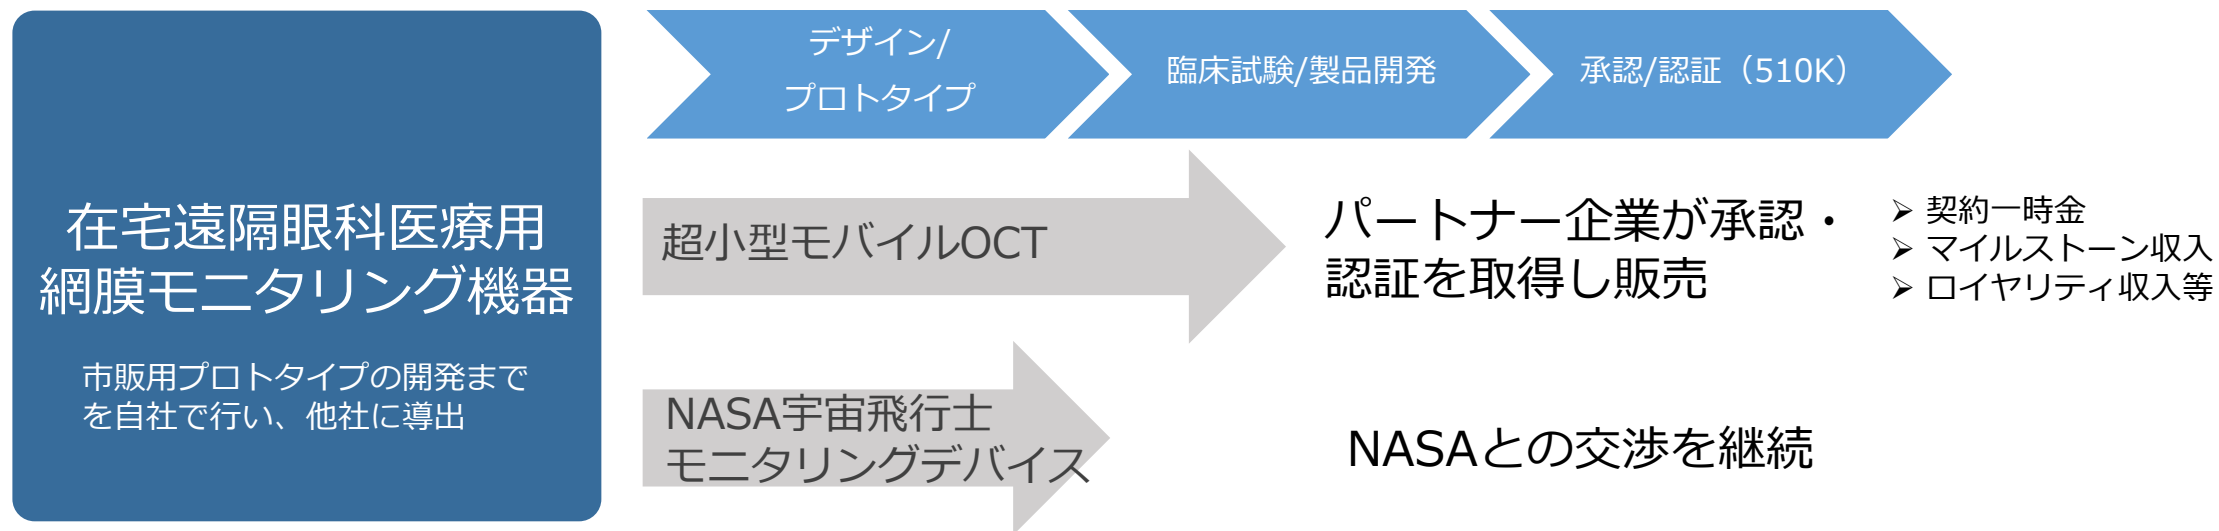 在宅遠隔眼科医療用
網膜モニタリング機器
市販用プロトタイプの開発まで
を自社で行い、他社に導出
デザイン/
プロトタイプ
臨床試験/製品開発
承認/認証（510K）
超小型モバイルOCT
パートナー企業が承認・
認証を取得し販売
➢ 契約一時金
➢ マイルストーン収入
➢ ロイヤリティ収入等
NASA宇宙飛行士
モニタリングデバイス
NASAとの交渉を継続